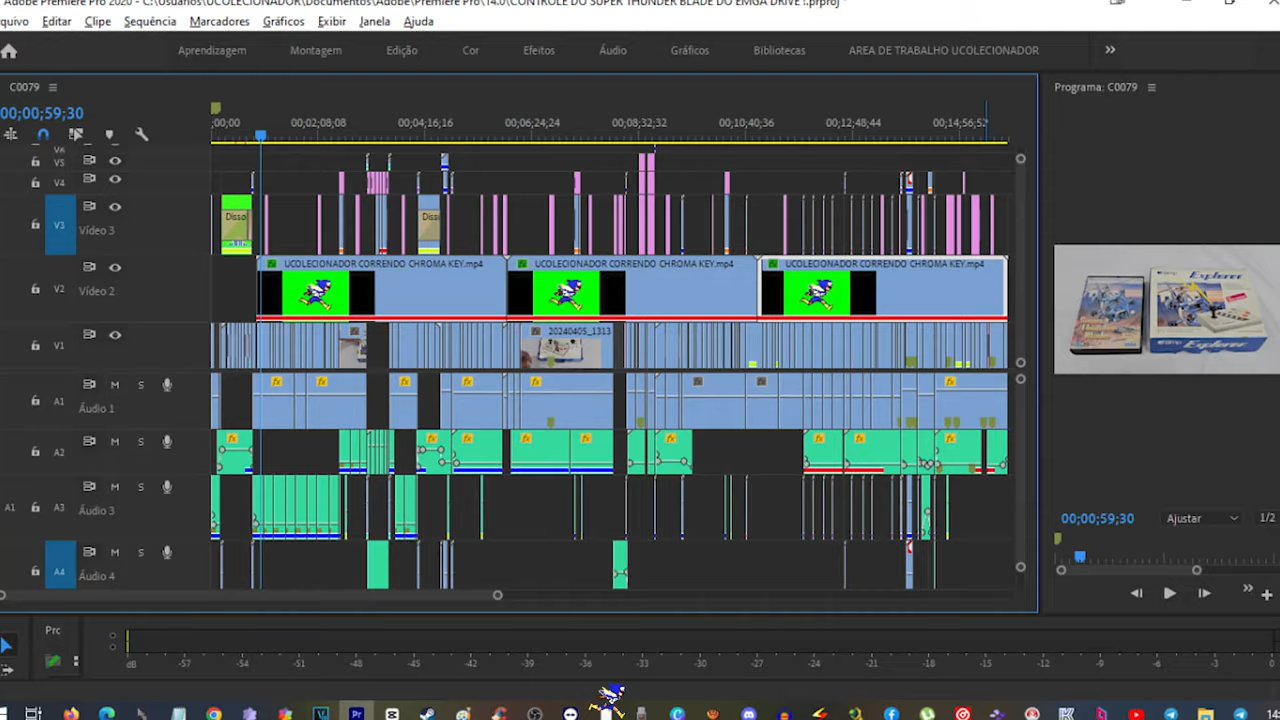 Adobe Premiere Pro 2020 - C:\Usuários\UCOLECIONADOR\Documentos\Adobe\Premiere Pro\14.0\CONTROLE DO SUPER THUNDER BLADE DO EMGA DRIVE !.prproj *
rquivo Editar Clipe Sequência Marcadores Gráficos Exibir Janela Ajuda
Aprendizagem Montagem Edição Cor Efeitos Áudio Gráficos Bibliotecas AREA DE TRABALHO UCOLECIONADOR
C0079
Programa: C0079
00;00;59;30
;00;00 00;02;08;08 00;04;16;16 00;06;24;24 00;08;32;32 00;10;40;36 00;12;48;44 00;14;56;52
V5
V4
V3 Vídeo 3
Disso Diss
V2 Vídeo 2
UCOLECIONADOR CORRENDO CHROMA KEY.mp4 UCOLECIONADOR CORRENDO CHROMA KEY.mp4 UCOLECIONADOR CORRENDO CHROMA KEY.mp4
V1
20240405_1313
Explorer
Explorer
A1 M S
Áudio 1
A2 M S
A1 A3 M S
Áudio 3
00;00;59;30 Ajustar 1/2
A4 M S
Áudio 4
Prc
dB -57 -54 -51 -48 -45 -42 -39 -36 -33 -30 -27 -24 -21 -18 -15 -12 -9 -6 -3 0